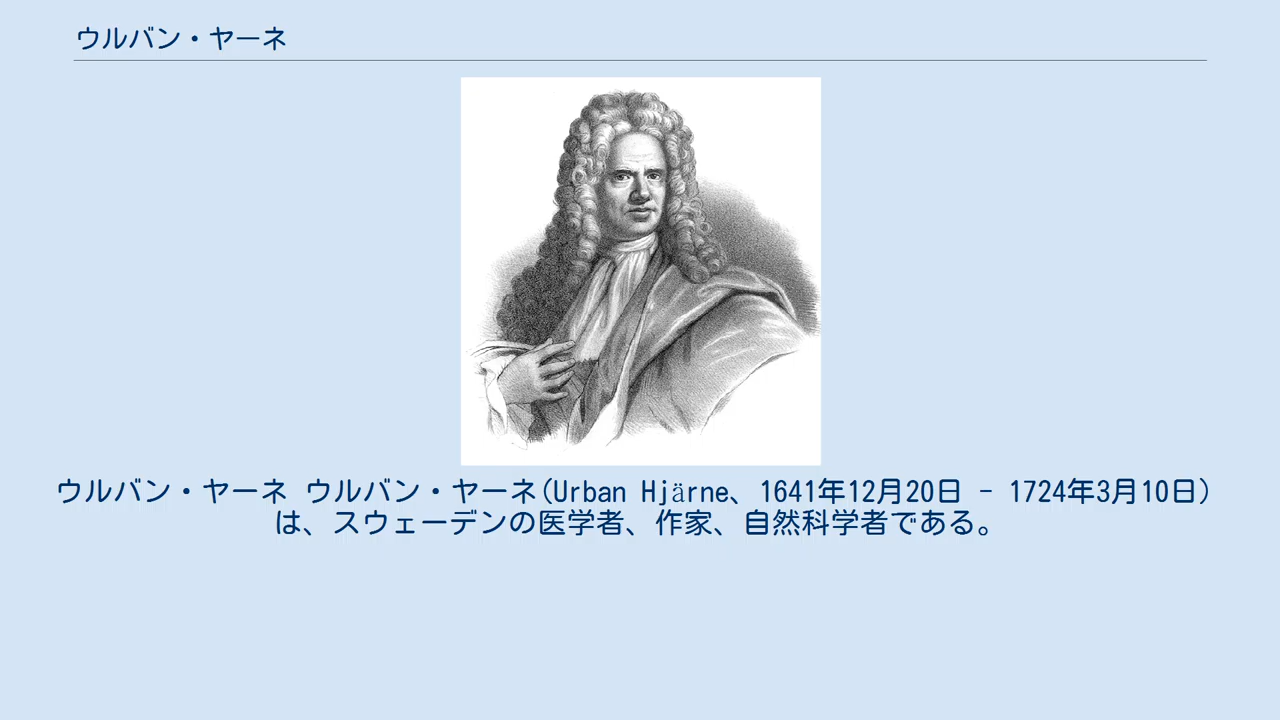 ウルバン・ヤーネ
ウルバン・ヤーネ ウルバン・ヤーネ(Urban Hjärne、1641年12月20日 - 1724年3月10日)
は、スウェーデンの医学者、作家、自然科学者である。